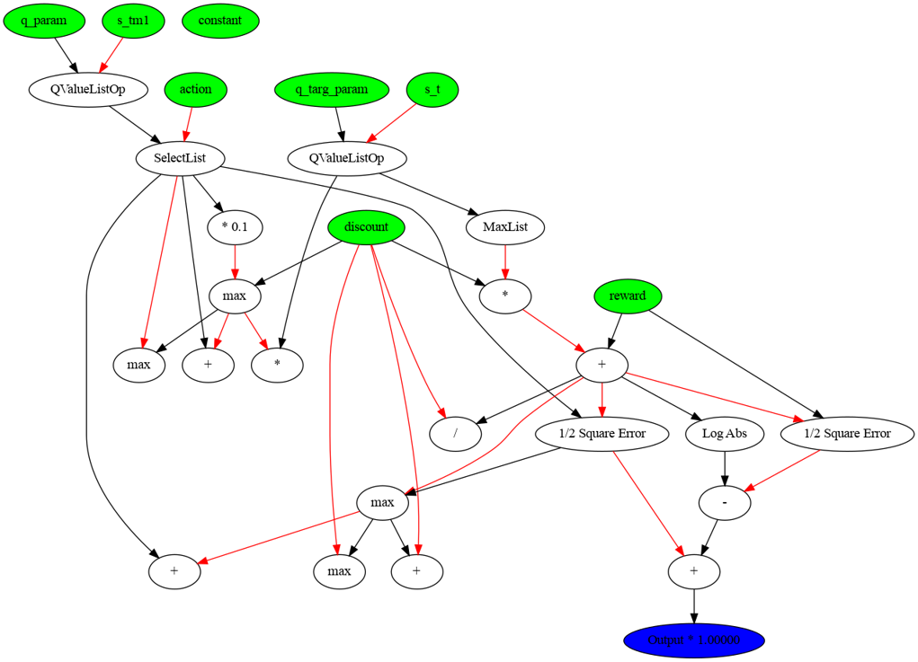 q_param
s_tm1
constant
QValueListOp
action
q_targ_param
s_t
SelectList
QValueListOp
* 0.1
discount
MaxList
max
*
reward
max
+
*
+
/
1/2 Square Error
Log Abs
1/2 Square Error
max
-
+
max
+
+
Output * 1.00000